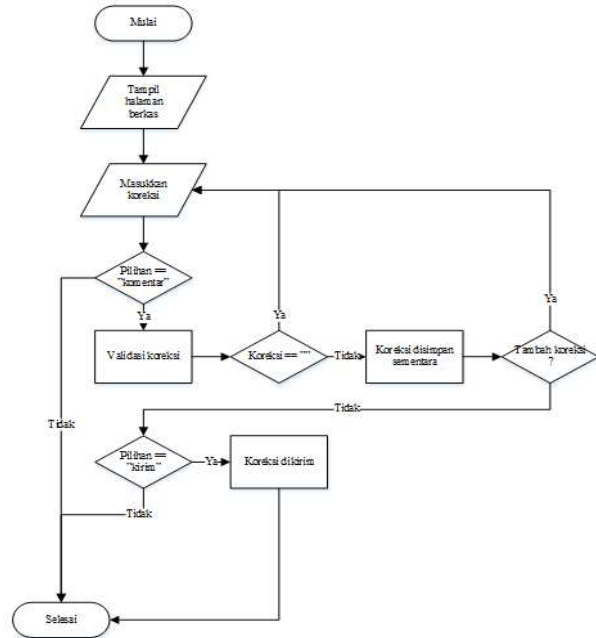 Mulai
Tampil
halaman
berkas
Masukkan
koreksi
Pilihan ==
"komentar"
Ya
Ya
Ya
Validasi koreksi
Koreksi == ""
Tidak
Koreksi disimpan
sementara
Tambah koreksi
?
Tidak
Tidak
Pilihan ==
"kirim"
Ya
Koreksi dikirim
Tidak
Selesai